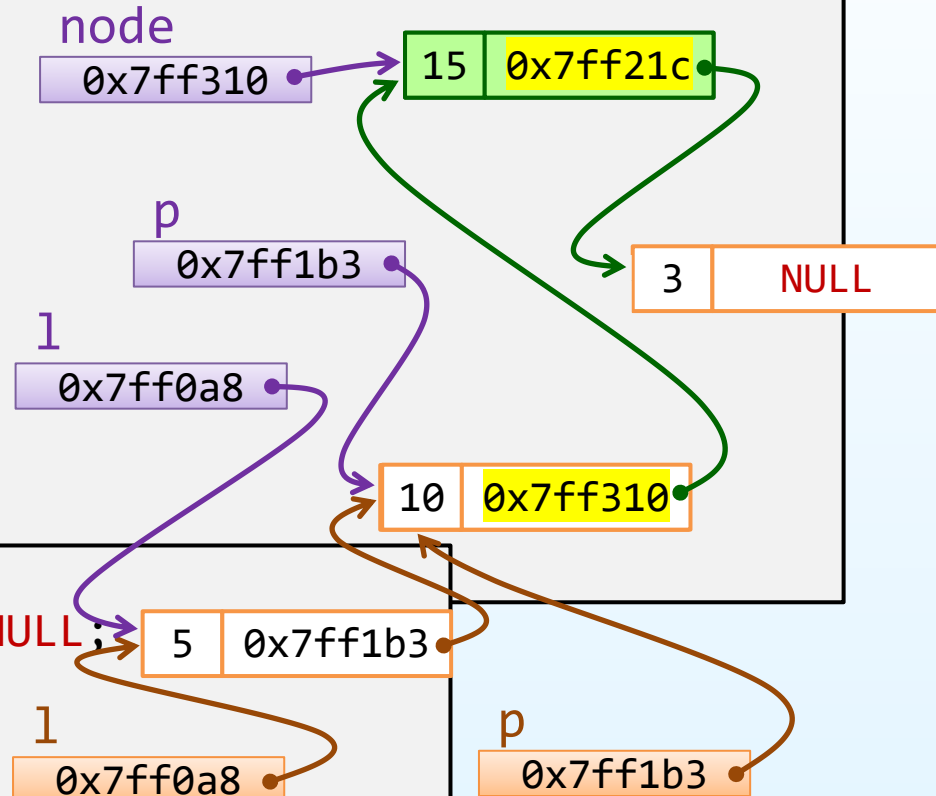 node
0x7ff310
15 0x7ff21c
p
0x7ff1b3
3 NULL
l
0x7ff0a8
10 0x7ff310
NULL;
5 0x7ff1b3
l
0x7ff0a8
p
0x7ff1b3